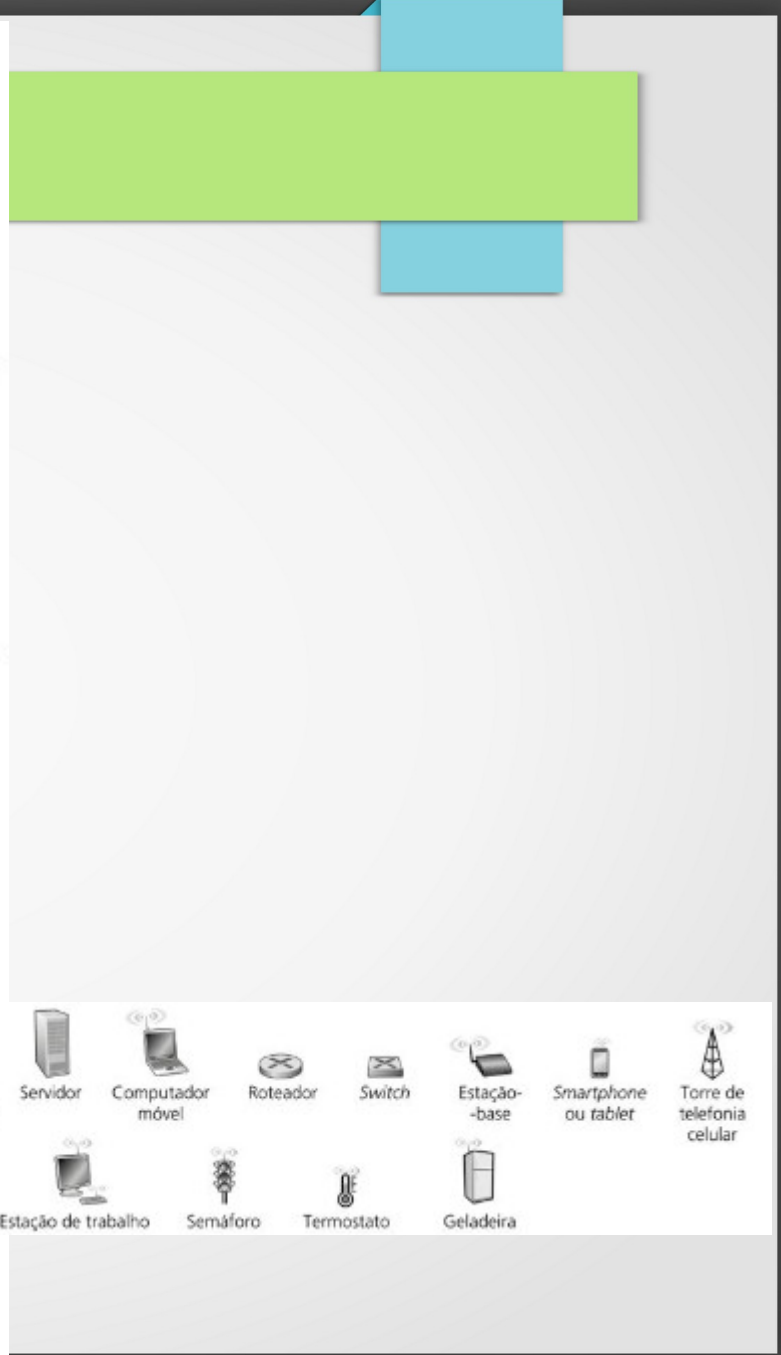 Servidor
Computador
móvel
Roteador
Switch
Estação-
-base
Smartphone
ou tablet
Torre de
telefonia
celular
Estação de trabalho
Semáforo
Termostato
Geladeira